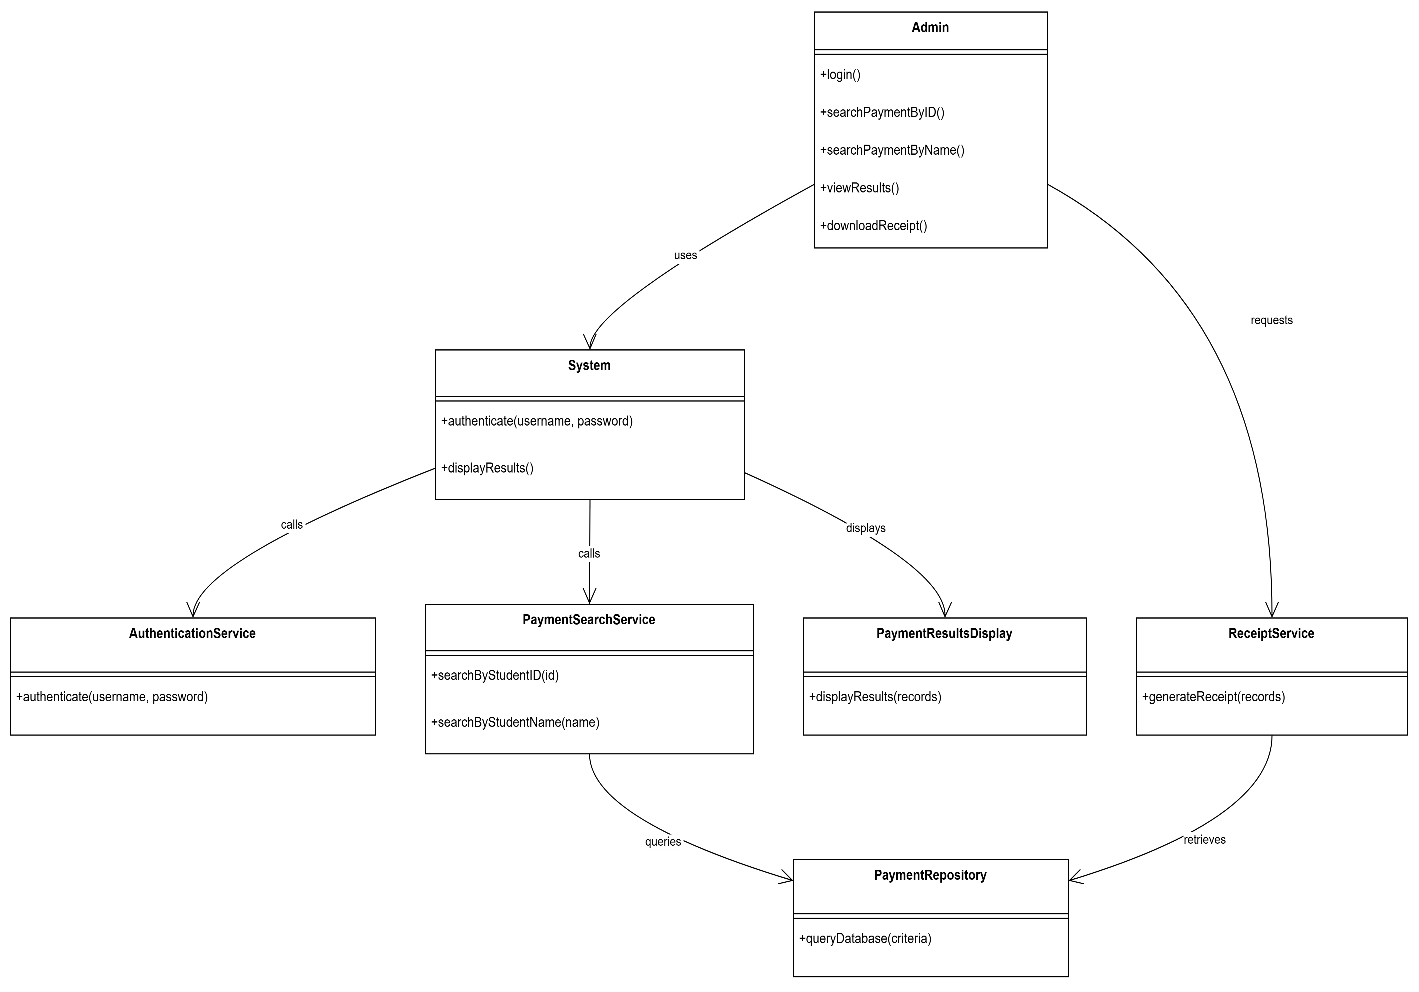 Admin
+login()
+searchPaymentByID()
+searchPaymentByName()
+viewResults()
+downloadReceipt()
uses
requests
System
+authenticate(username, password)
+displayResults()
calls
calls
displays
AuthenticationService
+authenticate(username, password)
PaymentSearchService
+searchByStudentID(id)
+searchByStudentName(name)
PaymentResultsDisplay
+displayResults(records)
ReceiptService
+generateReceipt(records)
queries
retrieves
PaymentRepository
+queryDatabase(criteria)